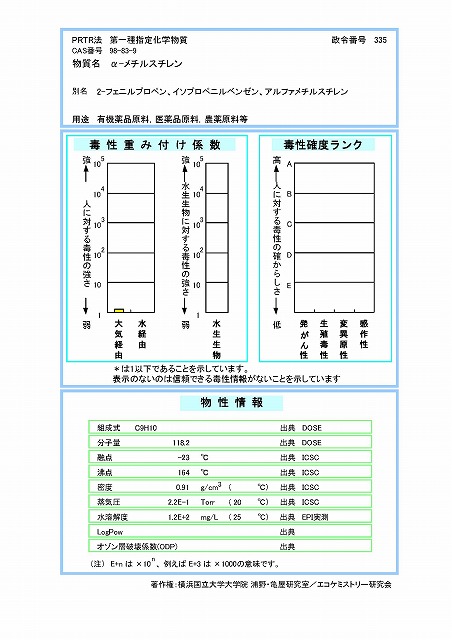 PRTR法 第一種指定化学物質 政令番号 335
CAS番号 98-83-9
物質名 α-メチルスチレン
別名 2-フェニルプロペン、イソプロペニルベンゼン、アルファメチルスチレン
用途 有機薬品原料, 医薬品原料, 農薬原料等
毒性重み付け係数
強
人に対する毒性の強さ
弱
10^5
10^4
10^3
10^2
10^1
1
大気経由
水経由
強
水生生物に対する毒性の強さ
弱
10^5
10^4
10^3
10^2
10^1
1
水生生物
毒性確度ランク
高
人に対する毒性の確からしさ
低
A
B
C
D
E
発がん性
生殖毒性
変異原性
感作性
*は1以下であることを示しています。
表示のないのは信頼できる毒性情報がないことを示しています
物性情報
組成式 C9H10 出典 DOSE
分子量 118.2 出典 DOSE
融点 -23 ℃ 出典 ICSC
沸点 164 ℃ 出典 ICSC
密度 0.91 g/cm3 ( ℃) 出典 ICSC
蒸気圧 2.2E-1 Torr ( 20 ℃) 出典 ICSC
水溶解度 1.2E+2 mg/L ( 25 ℃) 出典 EPI実測
LogPow 出典
オゾン層破壊係数(ODP) 出典
(注) E+n は ×10^n、 例えば E+3 は ×1000の意味です。
著作権:横浜国立大学大学院 浦野・亀屋研究室/エコケミストリー研究会